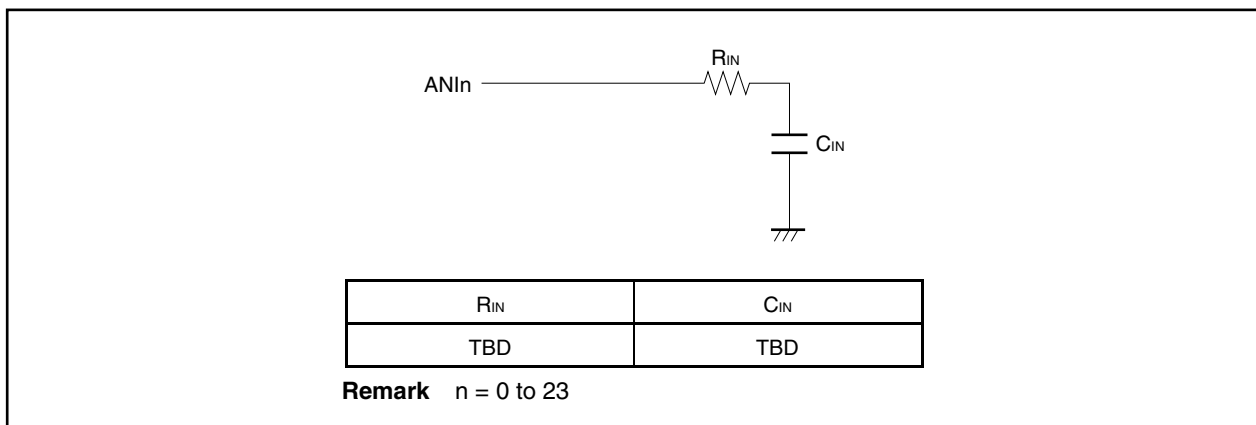 RIN
ANIn
CIN
RIN CIN
TBD TBD
Remark n = 0 to 23